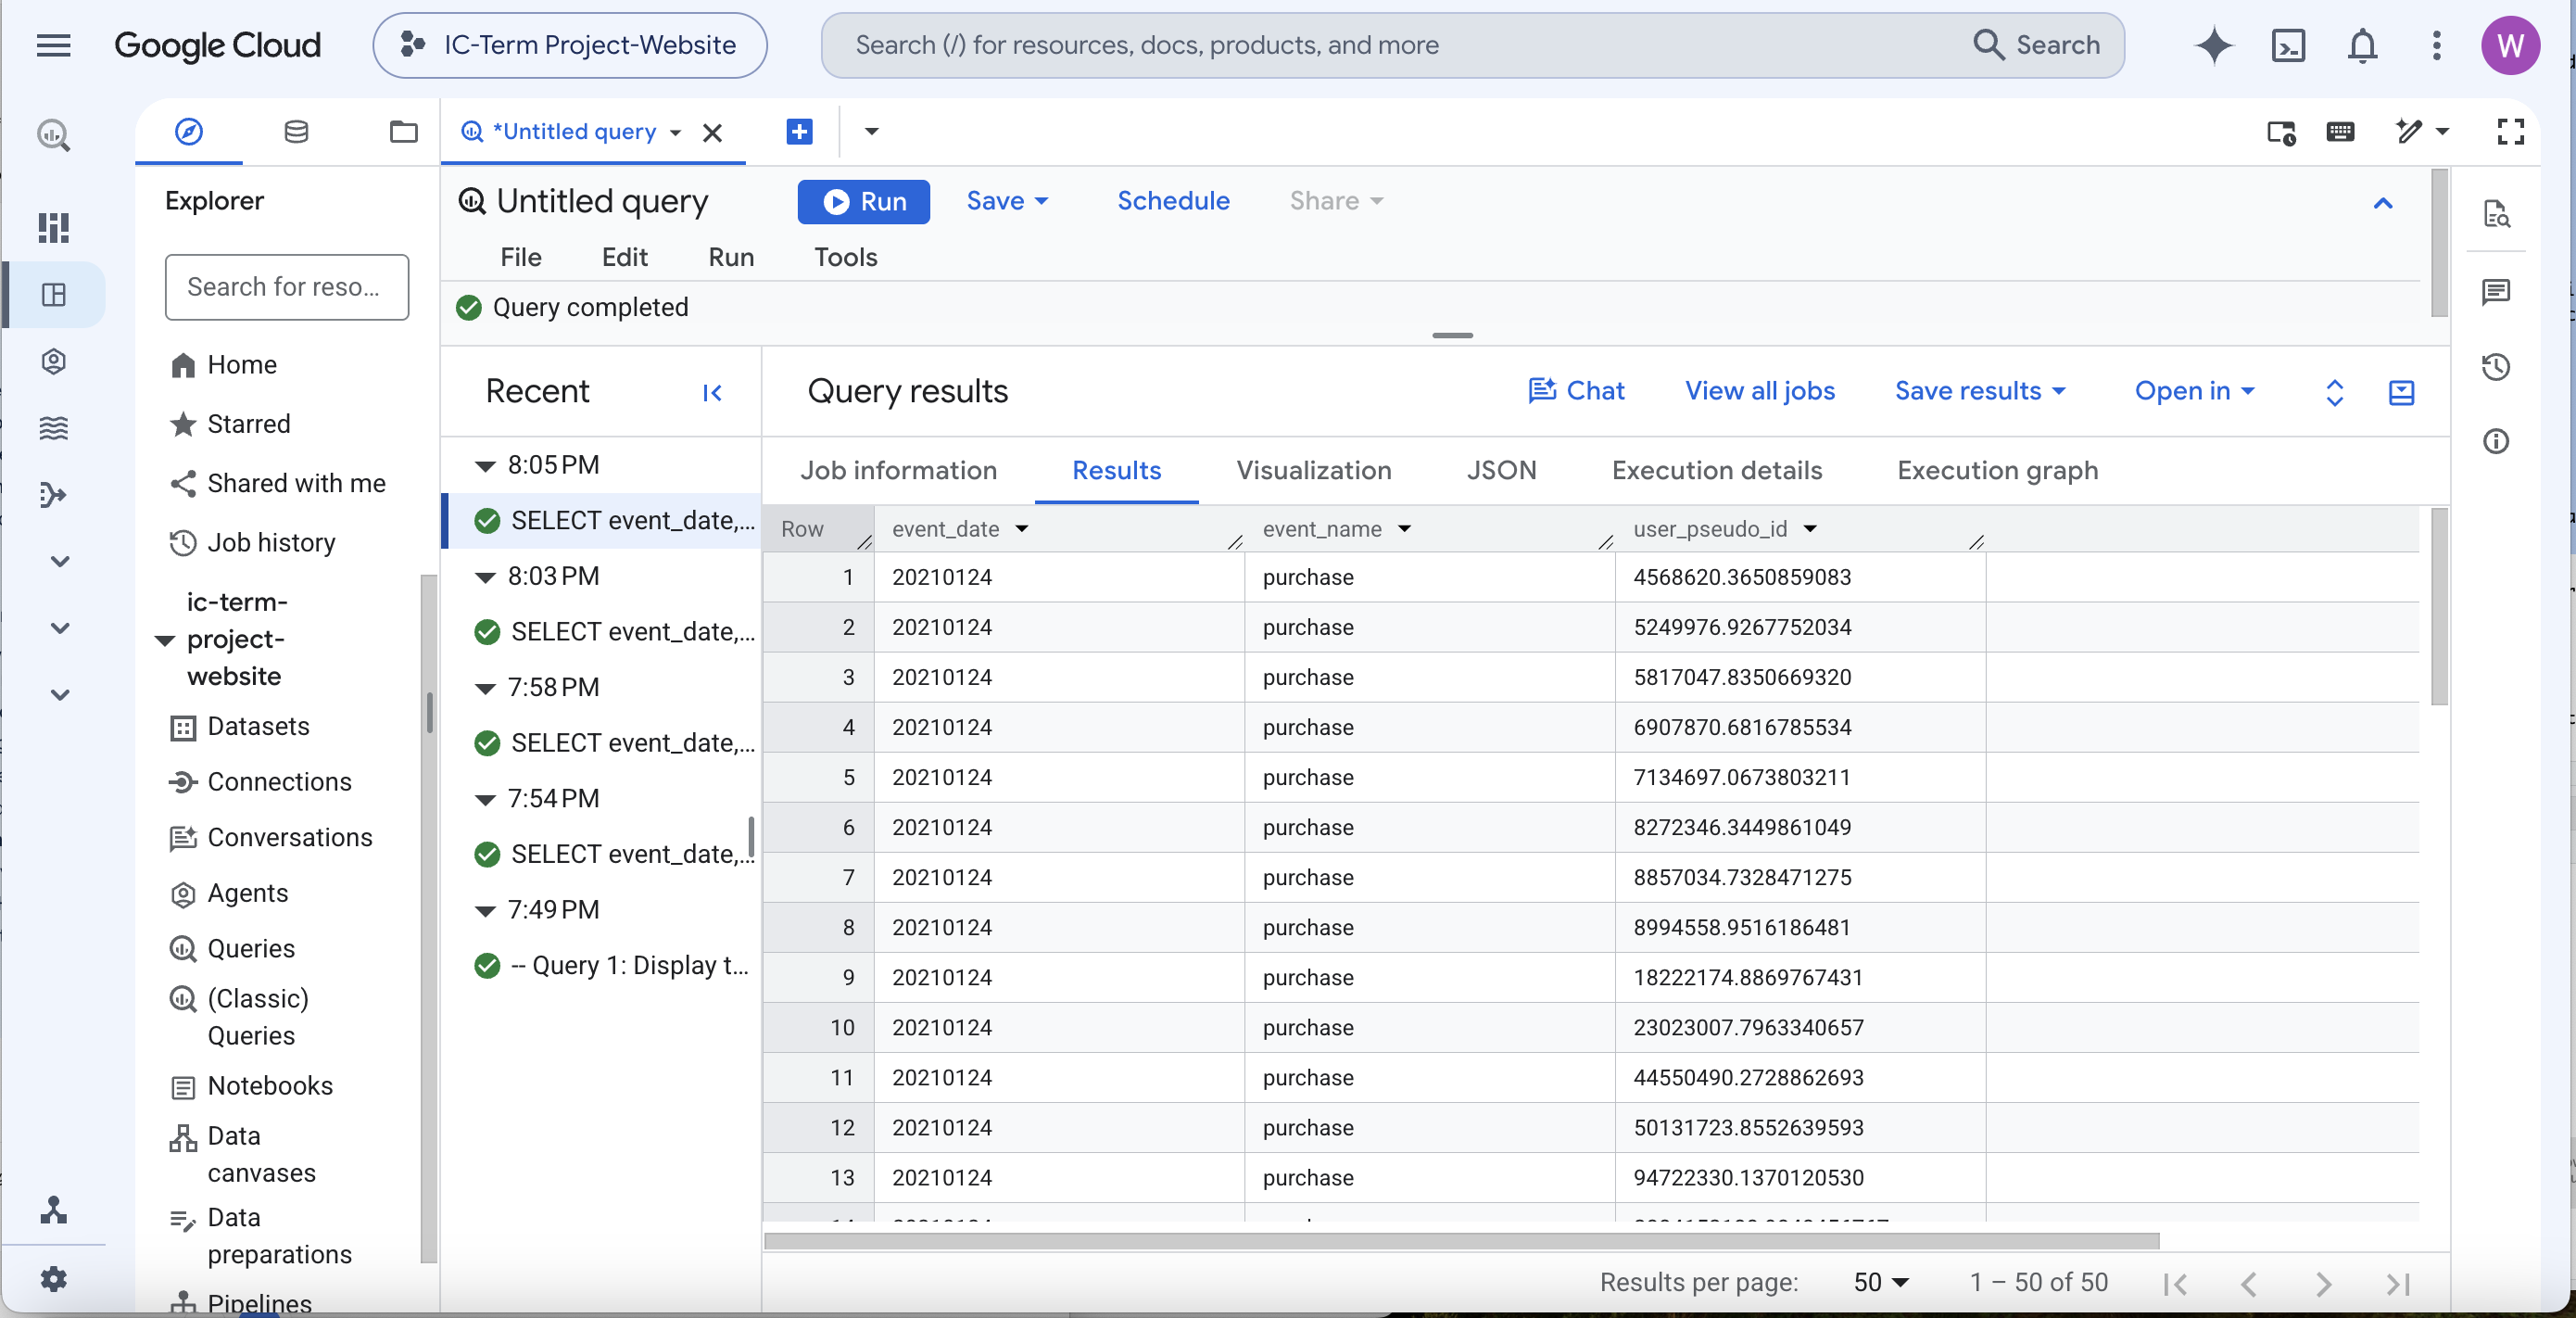 Google Cloud
IC-Term Project-Website
Search (/) for resources, docs, products, and more
Search
W
*Untitled query
Explorer
Search for reso...
Home
Starred
Shared with me
Job history
ic-term-
project-
website
Datasets
Connections
Conversations
Agents
Queries
(Classic)
Queries
Notebooks
Data
canvases
Data
preparations
Pipelines
Untitled query
Run
Save
Schedule
Share
File Edit Run Tools
Query completed
Recent
8:05 PM
SELECT event_date,...
8:03 PM
SELECT event_date,...
7:58 PM
SELECT event_date,...
7:54 PM
SELECT event_date,...
7:49 PM
-- Query 1: Display t...
Query results
Chat
View all jobs
Save results
Open in
Job information Results Visualization JSON Execution details Execution graph
Row event_date event_name user_pseudo_id
1 20210124 purchase 4568620.3650859083
2 20210124 purchase 5249976.9267752034
3 20210124 purchase 5817047.8350669320
4 20210124 purchase 6907870.6816785534
5 20210124 purchase 7134697.0673803211
6 20210124 purchase 8272346.3449861049
7 20210124 purchase 8857034.7328471275
8 20210124 purchase 8994558.9516186481
9 20210124 purchase 18222174.8869767431
10 20210124 purchase 23023007.7963340657
11 20210124 purchase 44550490.2728862693
12 20210124 purchase 50131723.8552639593
13 20210124 purchase 94722330.1370120530
Results per page: 50 1 – 50 of 50